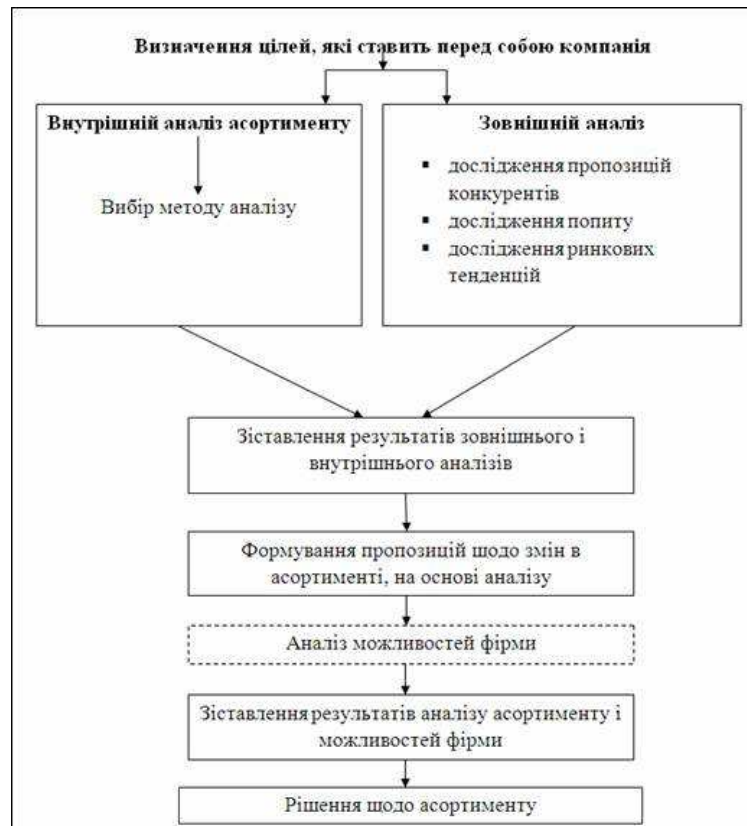 Визначення цілей, які ставить перед собою компанія
Внутрішній аналіз асортименту
Вибір методу аналізу
Зовнішній аналіз
▪ дослідження пропозицій
конкурентів
▪ дослідження попиту
▪ дослідження ринкових
тенденцій
Зіставлення результатів зовнішнього і
внутрішнього аналізів
Формування пропозицій щодо змін в
асортименті, на основі аналізу
Аналіз можливостей фірми
Зіставлення результатів аналізу асортименту і
можливостей фірми
Рішення щодо асортименту